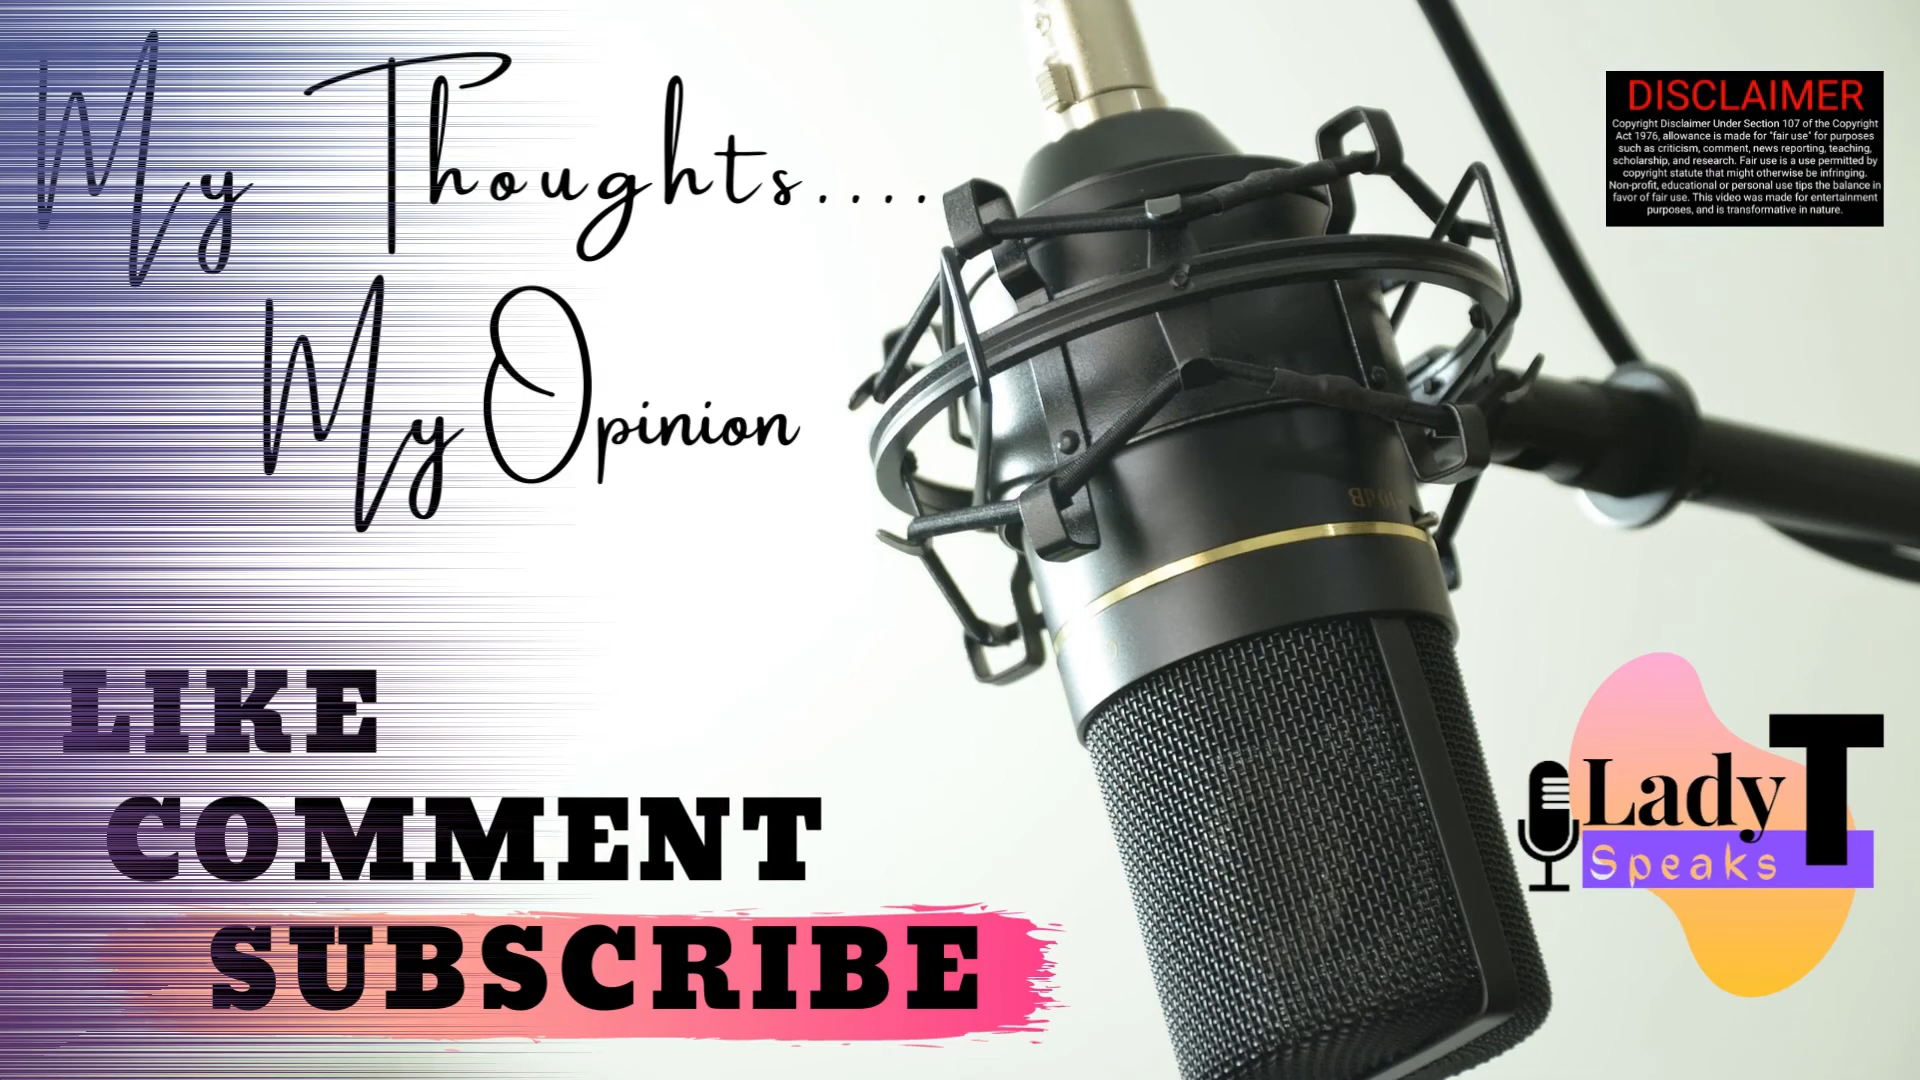 My Thoughts....
My Opinion
LIKE
COMMENT
SUBSCRIBE
DISCLAIMER
Copyright Disclaimer Under Section 107 of the Copyright
Act 1976, allowance is made for "fair use" for purposes
such as criticism, comment, news reporting, teaching,
scholarship, and research. Fair use is a use permitted by
copyright statute that might otherwise be infringing.
Non-profit, educational or personal use tips the balance in
favor of fair use. This video was made for entertainment
purposes, and is transformative in nature.
-10dB
Lady T
Speaks